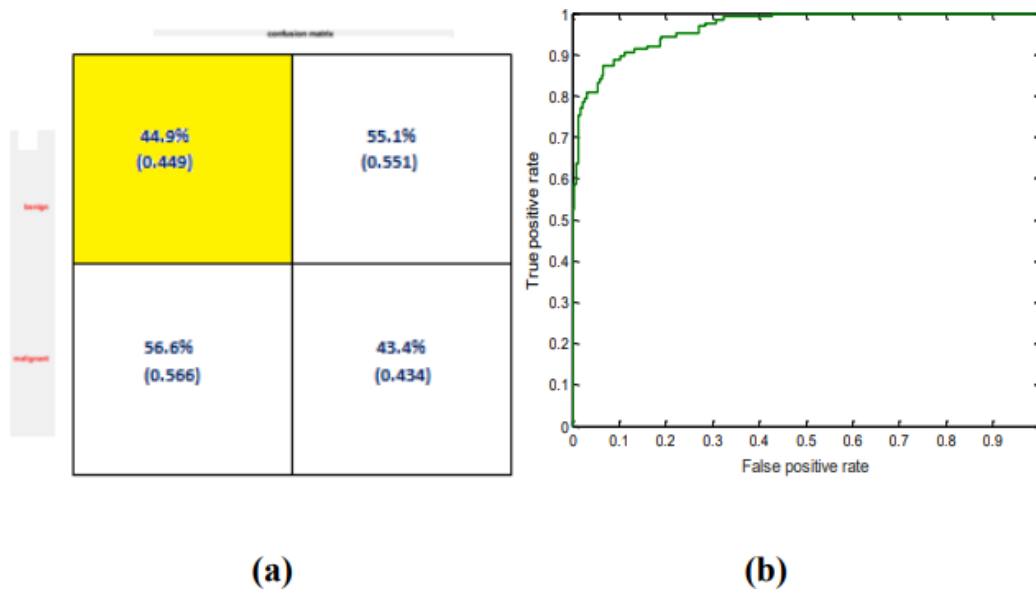 confusion matrix
benign
malignant
44.9%
(0.449)
55.1%
(0.551)
56.6%
(0.566)
43.4%
(0.434)
(a)
True positive rate
1
0.9
0.8
0.7
0.6
0.5
0.4
0.3
0.2
0.1
0
0 0.1 0.2 0.3 0.4 0.5 0.6 0.7 0.8 0.9
False positive rate
(b)